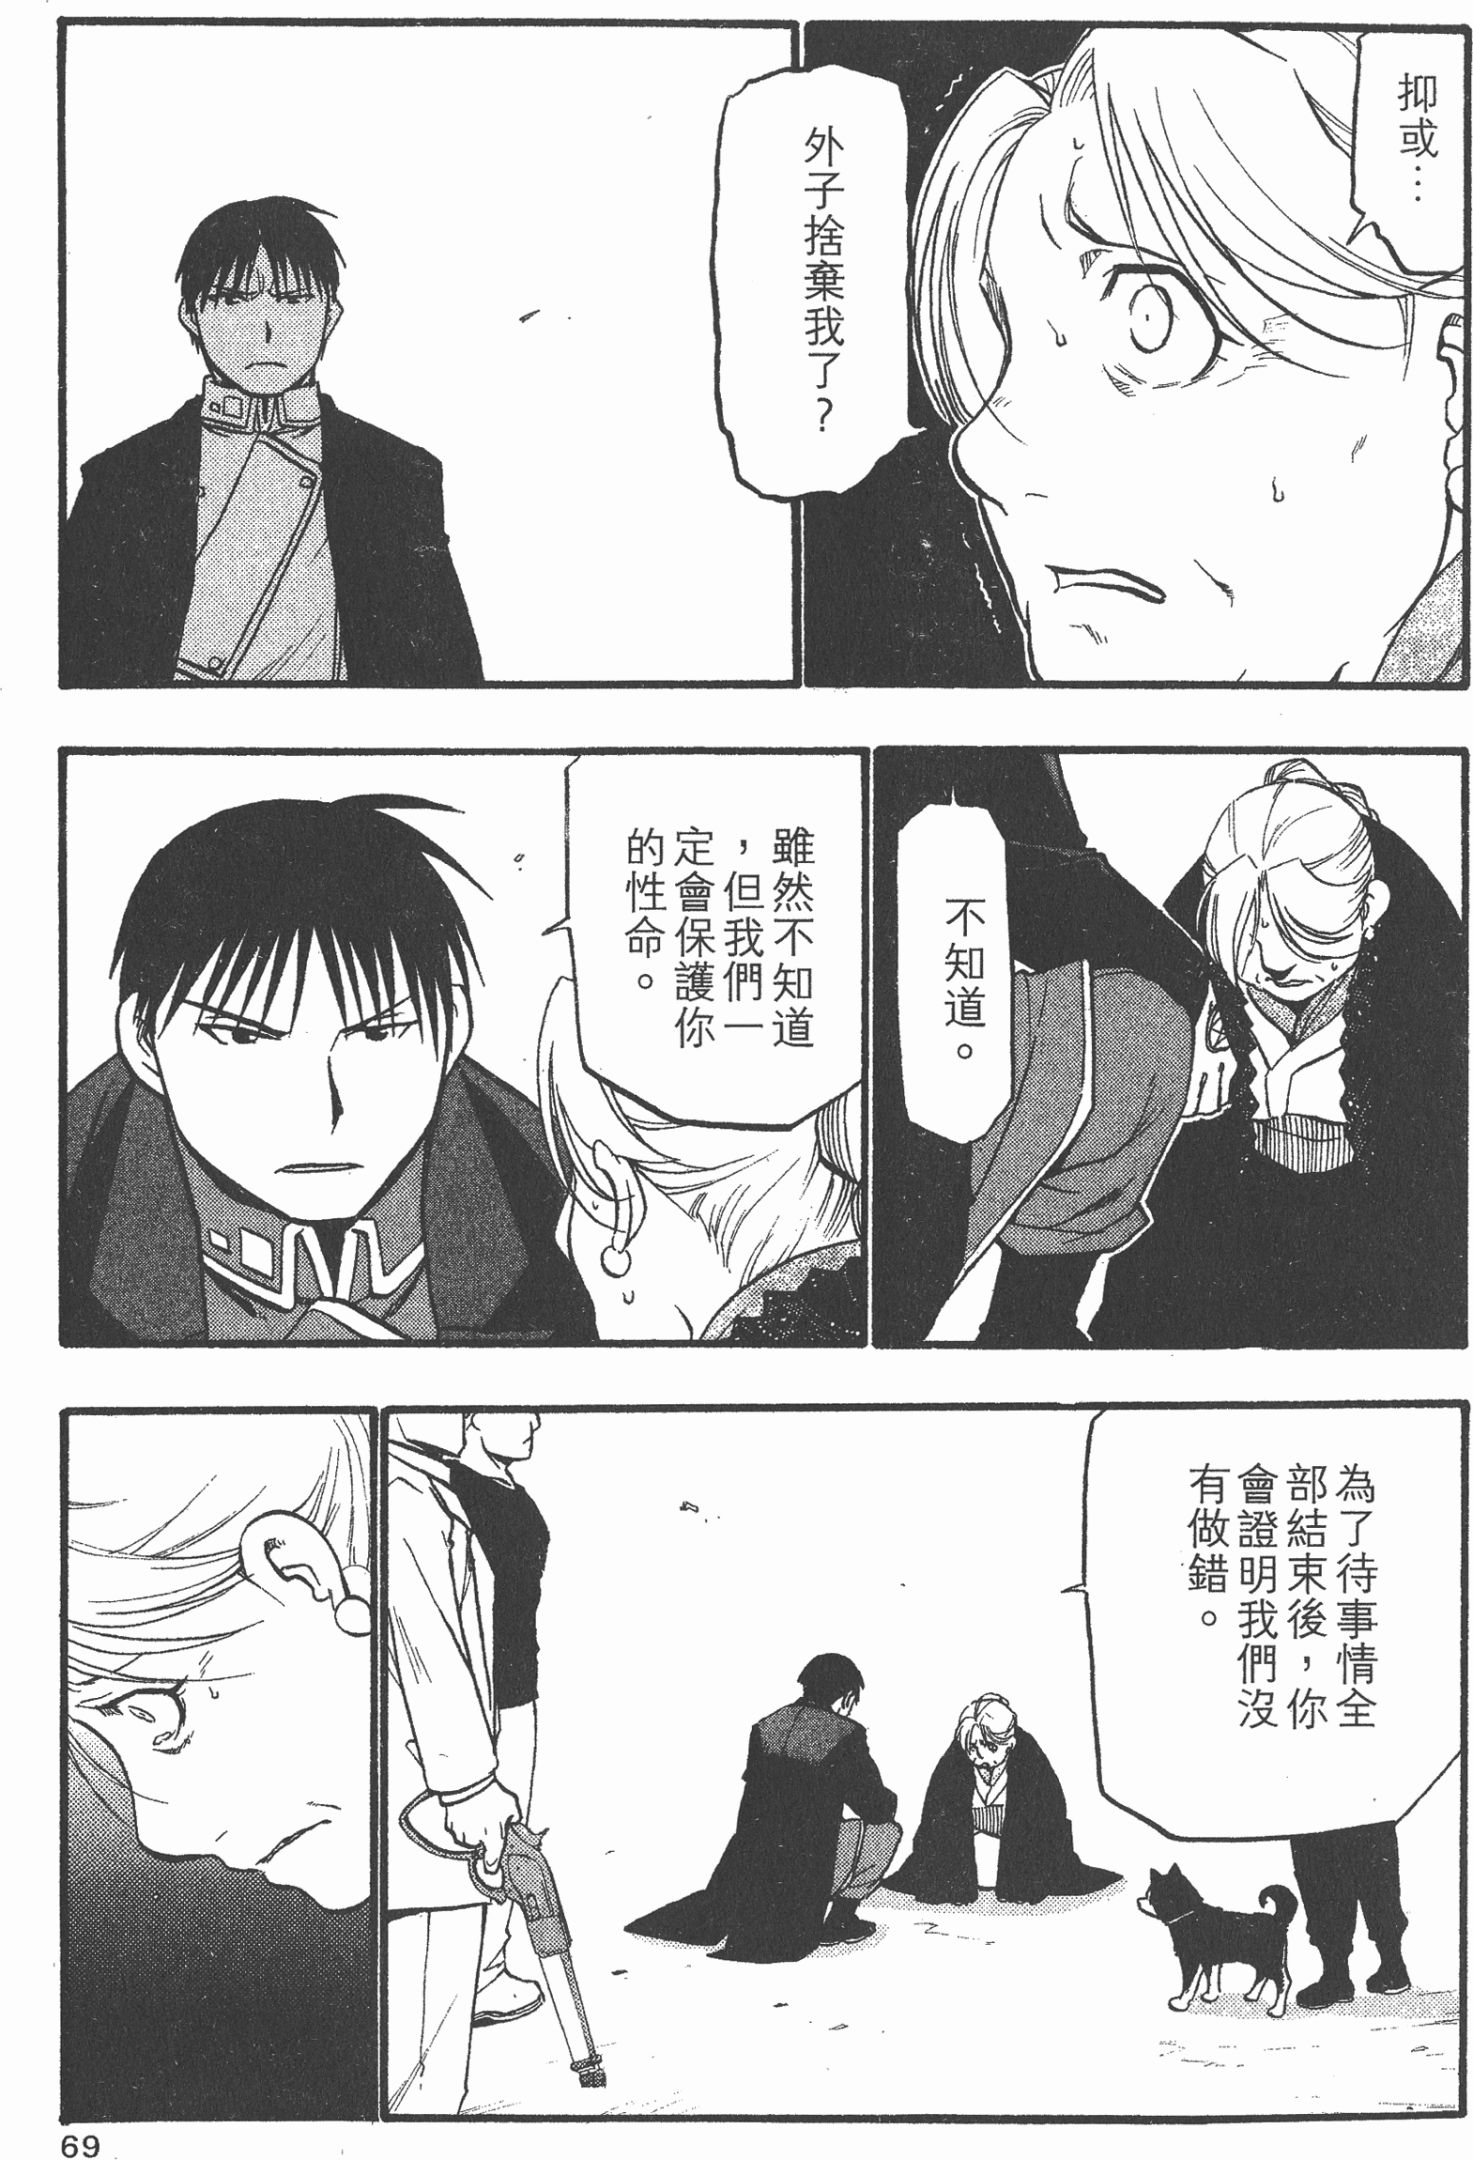 抑或…
外子捨棄我了?
不知道。
雖然不知道
，但我們一
定會保護你
的性命。
為了待事情全
部結束後，你
會證明我們沒
有做錯。
69